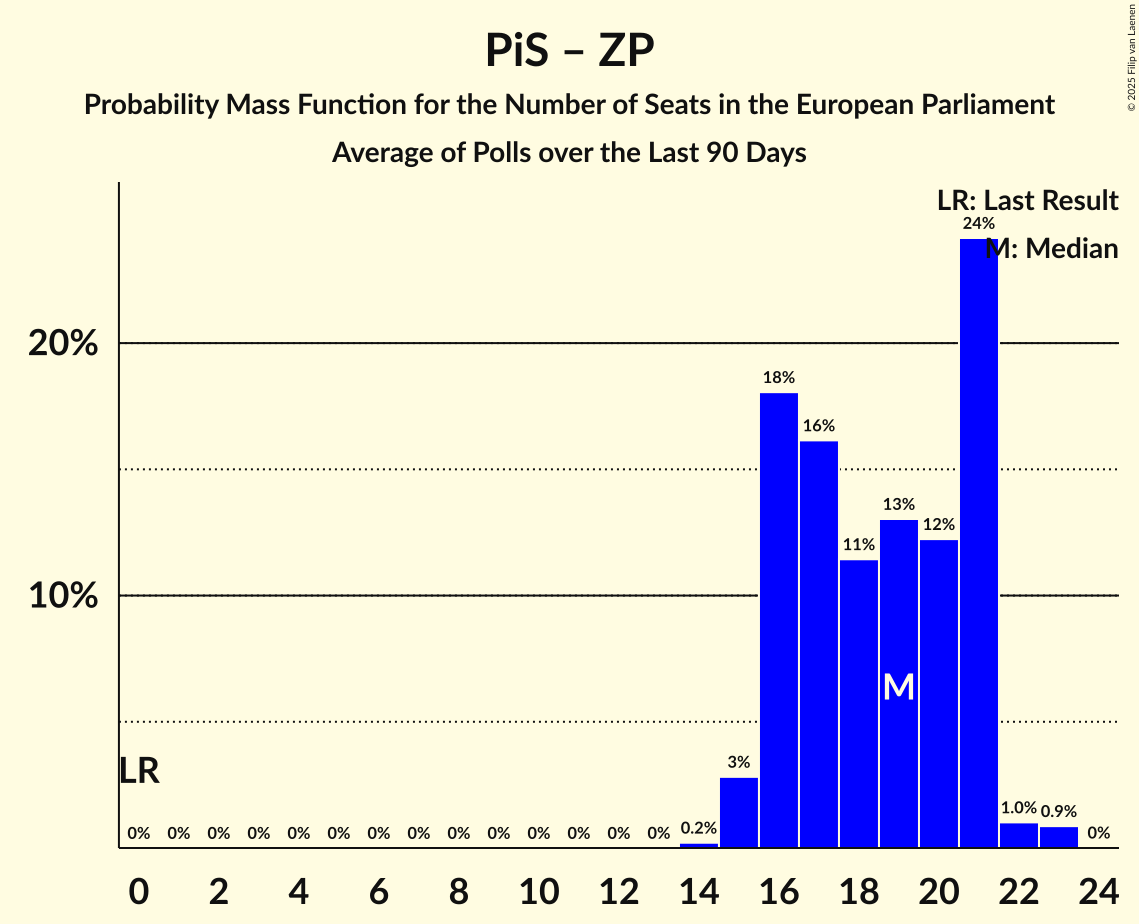 PiS – ZP
Probability Mass Function for the Number of Seats in the European Parliament
Average of Polls over the Last 90 Days
© 2025 Filip van Laenen
LR: Last Result
M: Median
24%
20%
18%
16%
13%
12%
11%
10%
M
LR
3%
0% 0% 0% 0% 0% 0% 0% 0% 0% 0% 0% 0% 0% 0% 0.2% 1.0% 0.9% 0%
0 2 4 6 8 10 12 14 16 18 20 22 24